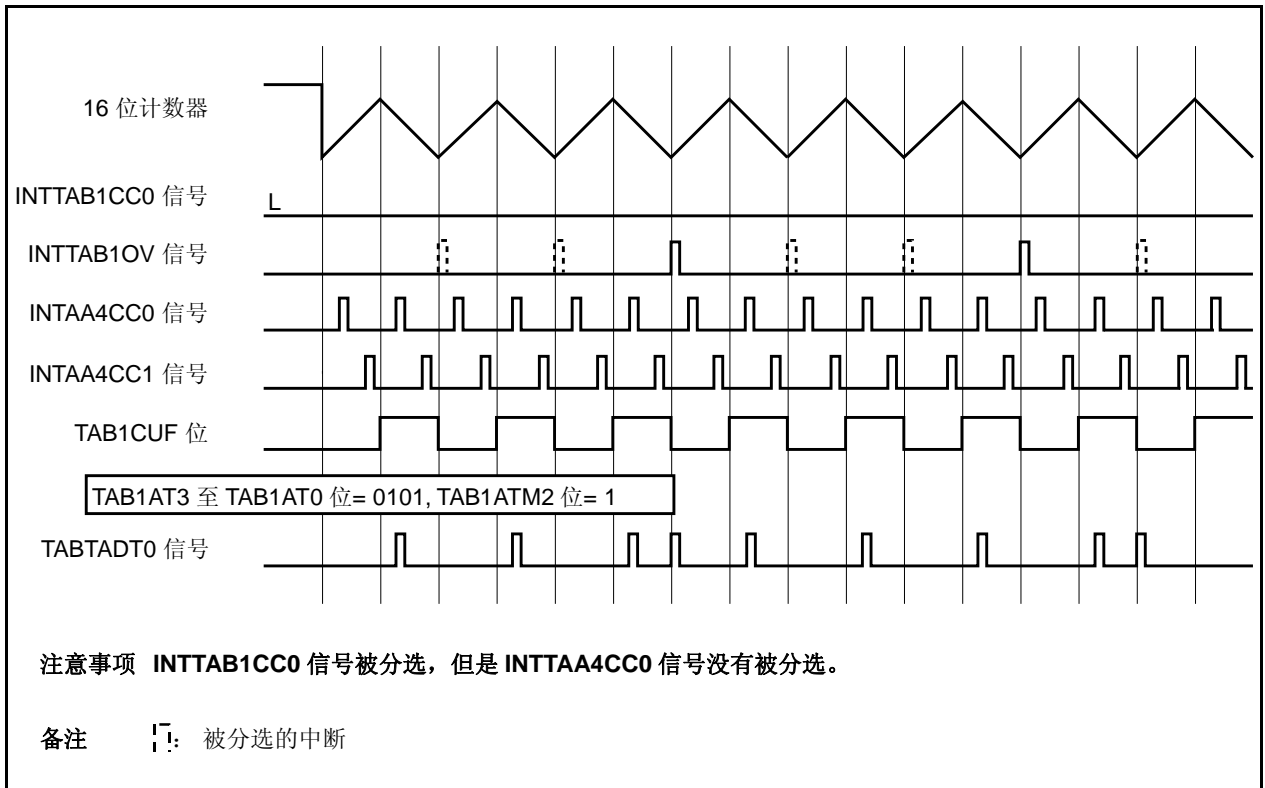 16 位计数器
INTTAB1CC0 信号
L
INTTAB1OV 信号
INTAA4CC0 信号
INTAA4CC1 信号
TAB1CUF 位
TAB1AT3 至 TAB1AT0 位= 0101, TAB1ATM2 位= 1
TABTADT0 信号
注意事项 INTTAB1CC0 信号被分选，但是 INTTAA4CC0 信号没有被分选。
备注 : 被分选的中断